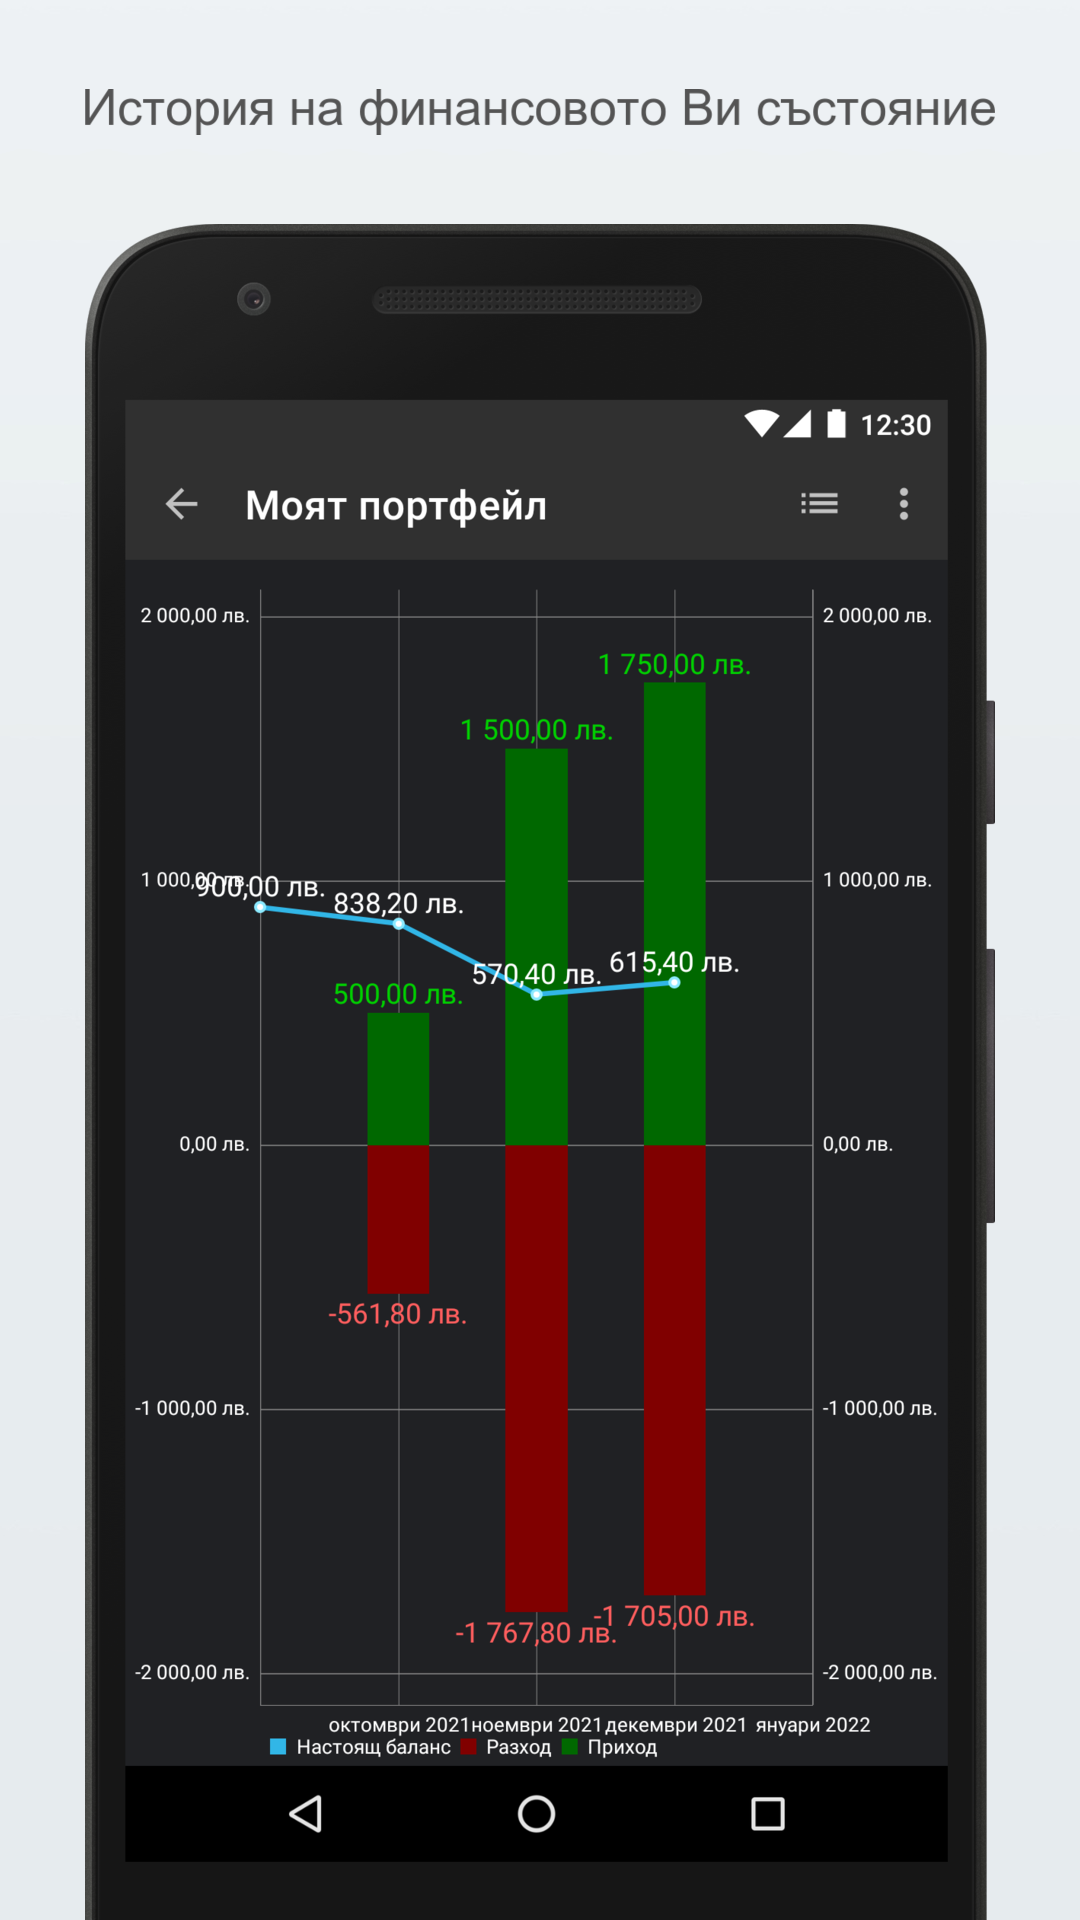 История на финансовото Ви състояние
12:30
Моят портфейл
2 000,00 лв.
2 000,00 лв.
1 750,00 лв.
1 500,00 лв.
1 000,00 лв.
1 000,00 лв.
900,00 лв.
838,20 лв.
570,40 лв.
615,40 лв.
500,00 лв.
0,00 лв.
0,00 лв.
-561,80 лв.
-1 000,00 лв.
-1 000,00 лв.
-1 705,00 лв.
-1 767,80 лв.
-2 000,00 лв.
-2 000,00 лв.
октомври 2021 ноември 2021 декември 2021 януари 2022
Настоящ баланс Разход Приход